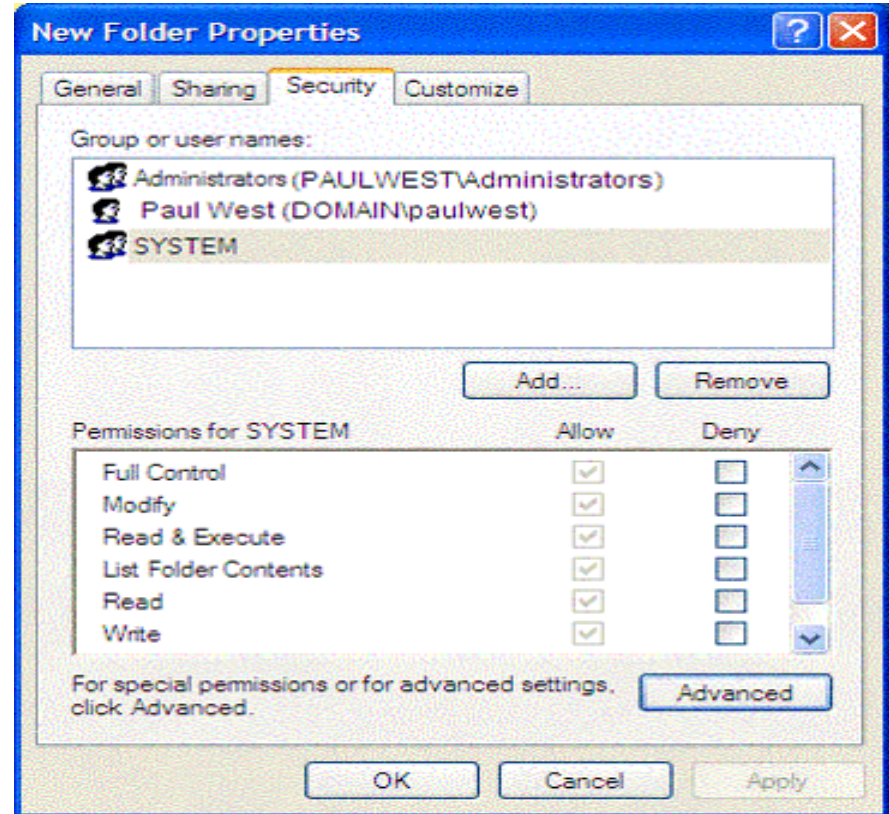 New Folder Properties
General Sharing Security Customize
Group or user names:
Administrators (PAULWEST\Administrators)
Paul West (DOMAIN\paulwest)
SYSTEM
Add... Remove
Permissions for SYSTEM Allow Deny
Full Control
Modify
Read & Execute
List Folder Contents
Read
Write
For special permissions or for advanced settings,
click Advanced.
Advanced
OK Cancel Apply